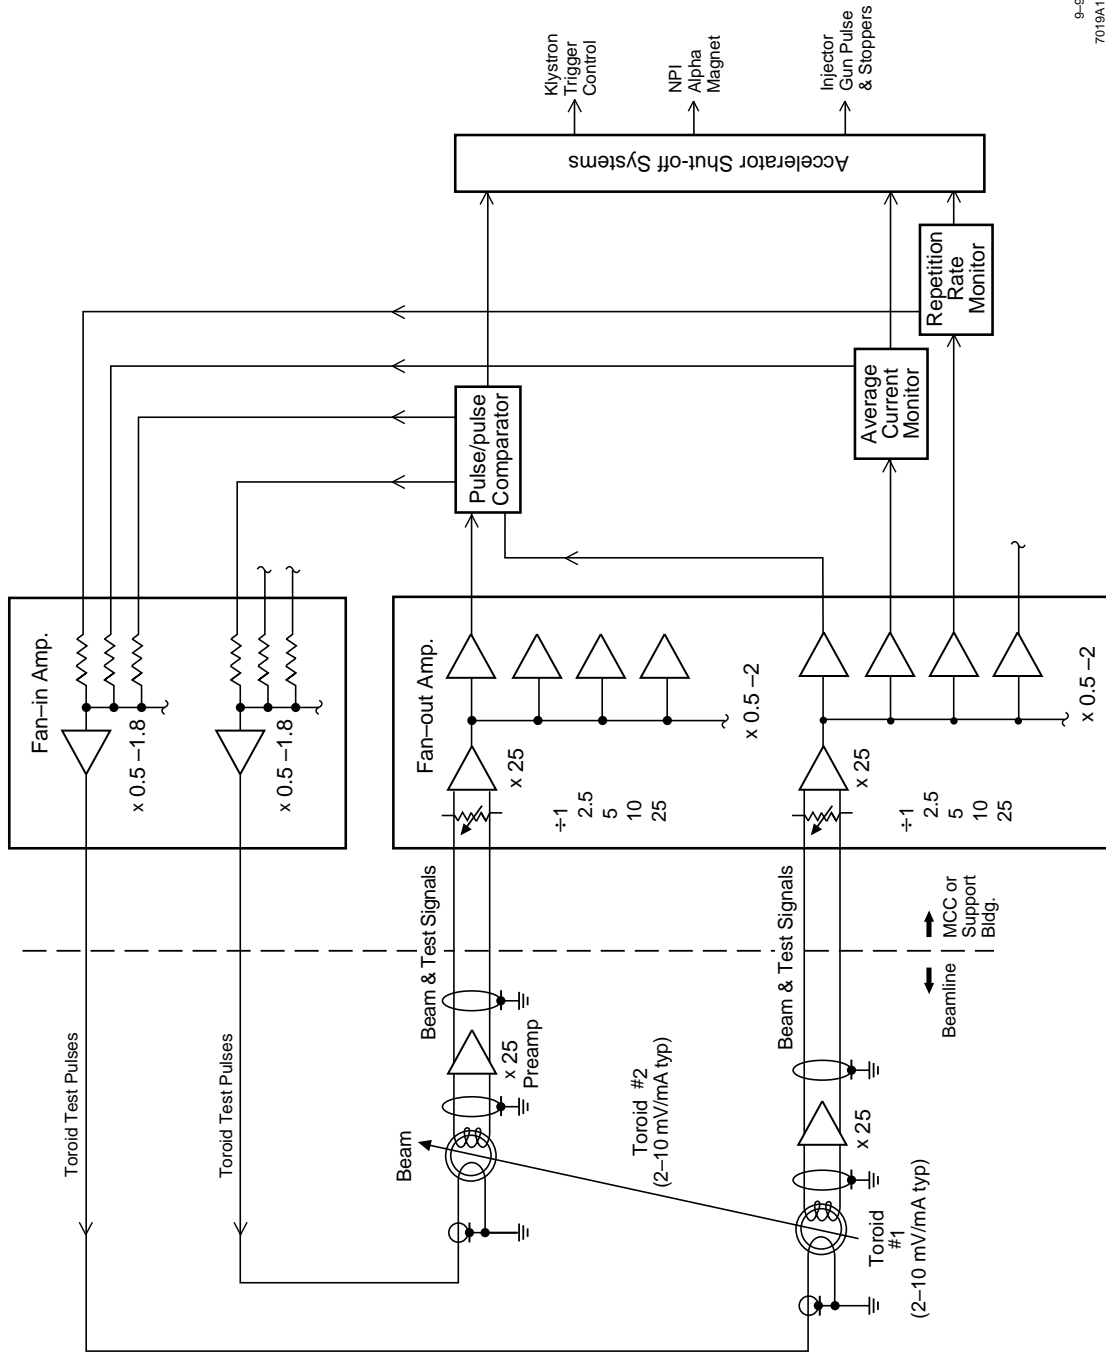 9–9
7019A1
Klystron
Trigger
Control
NPI
Alpha
Magnet
Injector
Gun Pulse
& Stoppers
Accelerator Shut-off Systems
Repetition
Rate
Monitor
Average
Current
Monitor
Pulse/pulse
Comparator
Fan–in Amp.
x 0.5 –1.8
x 0.5 –1.8
Fan–out Amp.
x 25
÷1
2.5
5
10
25
x 0.5 –2
x 25
÷1
2.5
5
10
25
x 0.5 –2
Beam & Test Signals
Beam & Test Signals
MCC or
Support
Bldg.
Beamline
Toroid Test Pulses
Toroid Test Pulses
x 25
Preamp
Beam
Toroid #2
(2–10 mV/mA typ)
x 25
Toroid
#1
(2–10 mV/mA typ)